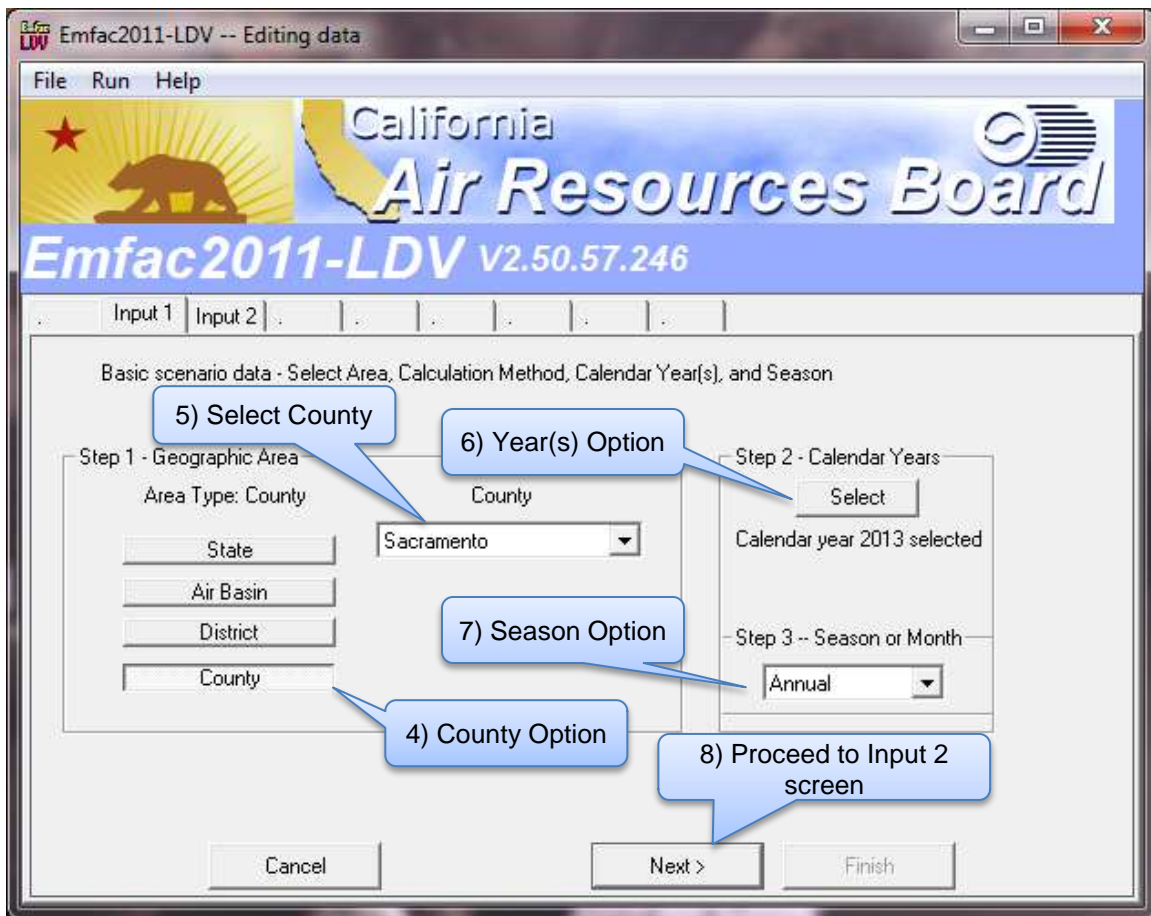 Emfac2011-LDV -- Editing data
File Run Help
California
Air Resources Board
Emfac2011-LDV V2.50.57.246
. Input 1 Input 2 . . . . . . .
Basic scenario data - Select Area, Calculation Method, Calendar Year(s), and Season
5) Select County
6) Year(s) Option
Step 1 - Geographic Area
Area Type: County
County
State
Air Basin
District
County
Sacramento
4) County Option
Step 2 - Calendar Years
Select
Calendar year 2013 selected
7) Season Option
Step 3 -- Season or Month
Annual
8) Proceed to Input 2
screen
Cancel
Next >
Finish